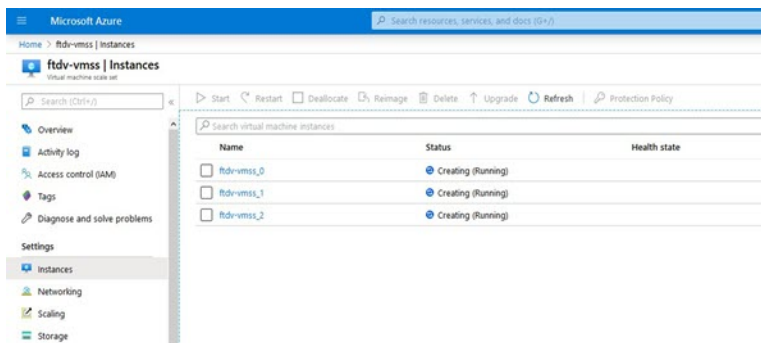 Microsoft Azure
Search resources, services, and docs (G+/)
Home > ftdv-vmss | Instances
ftdv-vmss | Instances
Virtual machine scale set
Search (Ctrl+/)
«
Start Restart Deallocate Reimage Delete Upgrade Refresh Protection Policy
Overview
Activity log
Access control (IAM)
Tags
Diagnose and solve problems
Settings
Instances
Networking
Scaling
Storage
Search virtual machine instances
Name Status Health state
ftdv-vmss_0 Creating (Running)
ftdv-vmss_1 Creating (Running)
ftdv-vmss_2 Creating (Running)